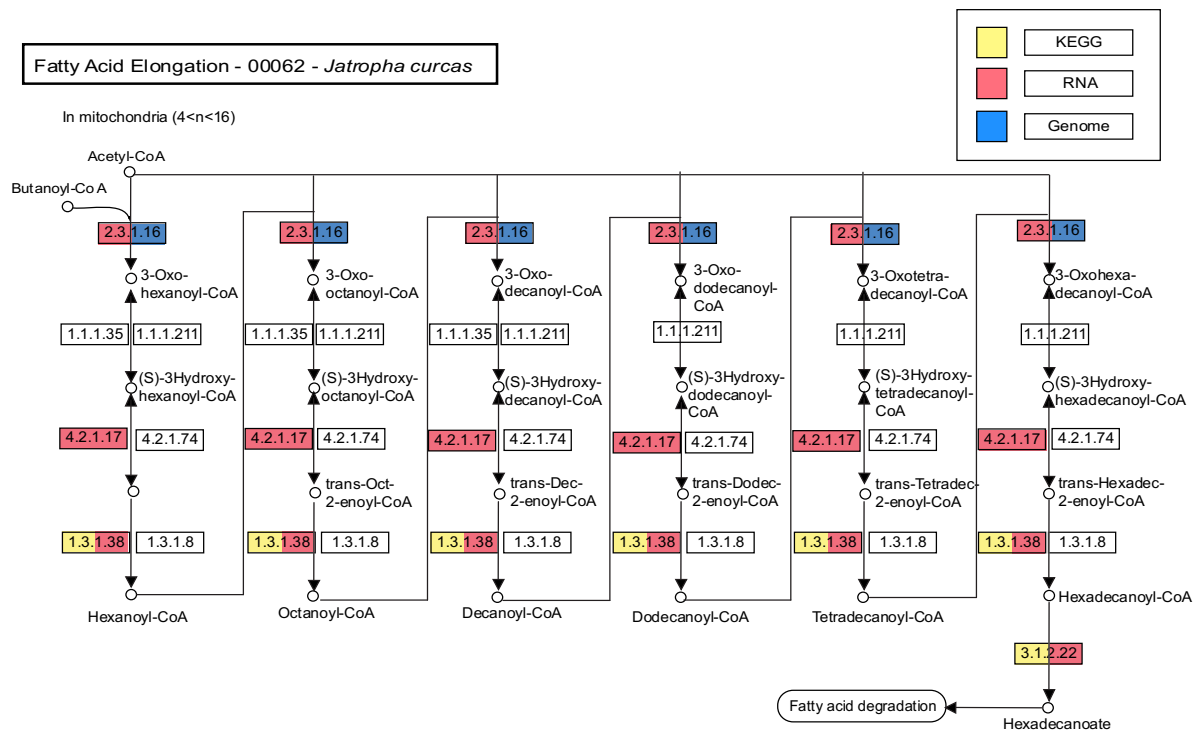 KEGG
RNA
Genome
Fatty Acid Elongation - 00062 - Jatropha curcas
In mitochondria (4<n<16)
Acetyl-CoA
Butanoyl-CoA
2.3.1.16 2.3.1.16 2.3.1.16 2.3.1.16 2.3.1.16 2.3.1.16
3-Oxo-
hexanoyl-CoA
3-Oxo-
octanoyl-CoA
3-Oxo-
decanoyl-CoA
3-Oxo-
dodecanoyl-
CoA
3-Oxotetra-
decanoyl-CoA
3-Oxohexa-
decanoyl-CoA
1.1.1.35 1.1.1.211 1.1.1.35 1.1.1.211 1.1.1.35 1.1.1.211 1.1.1.211 1.1.1.211 1.1.1.211
(S)-3Hydroxy-
hexanoyl-CoA
(S)-3Hydroxy-
octanoyl-CoA
(S)-3Hydroxy-
decanoyl-CoA
(S)-3Hydroxy-
dodecanoyl-
CoA
(S)-3Hydroxy-
tetradecanoyl-
CoA
(S)-3Hydroxy-
hexadecanoyl-CoA
4.2.1.17 4.2.1.74 4.2.1.17 4.2.1.74 4.2.1.17 4.2.1.74 4.2.1.17 4.2.1.74 4.2.1.17 4.2.1.74 4.2.1.17 4.2.1.74
trans-Oct-
2-enoyl-CoA
trans-Dec-
2-enoyl-CoA
trans-Dodec-
2-enoyl-CoA
trans-Tetradec-
2-enoyl-CoA
trans-Hexadec-
2-enoyl-CoA
1.3.1.38 1.3.1.8 1.3.1.38 1.3.1.8 1.3.1.38 1.3.1.8 1.3.1.38 1.3.1.8 1.3.1.38 1.3.1.8 1.3.1.38 1.3.1.8
Hexanoyl-CoA
Octanoyl-CoA
Decanoyl-CoA
Dodecanoyl-CoA
Tetradecanoyl-CoA
Hexadecanoyl-CoA
3.1.2.22
Fatty acid degradation
Hexadecanoate